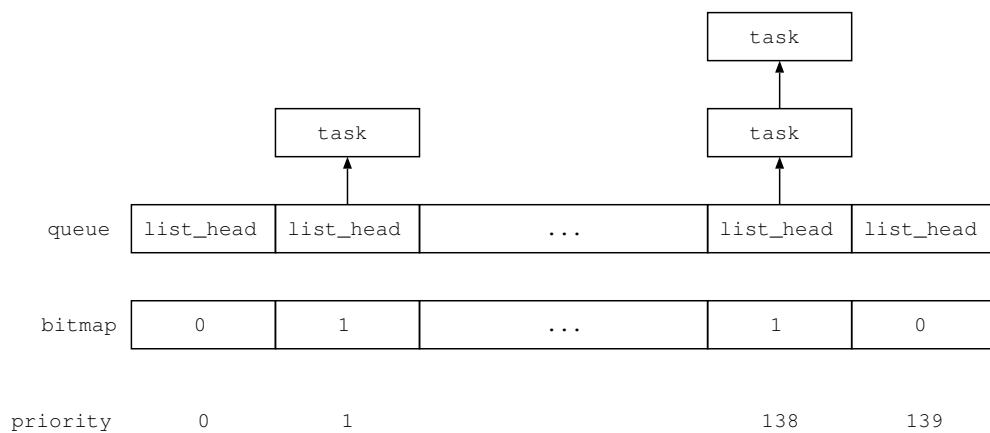 task
task task
queue list_head list_head ... list_head list_head
bitmap 0 1 ... 1 0
priority 0 1 138 139